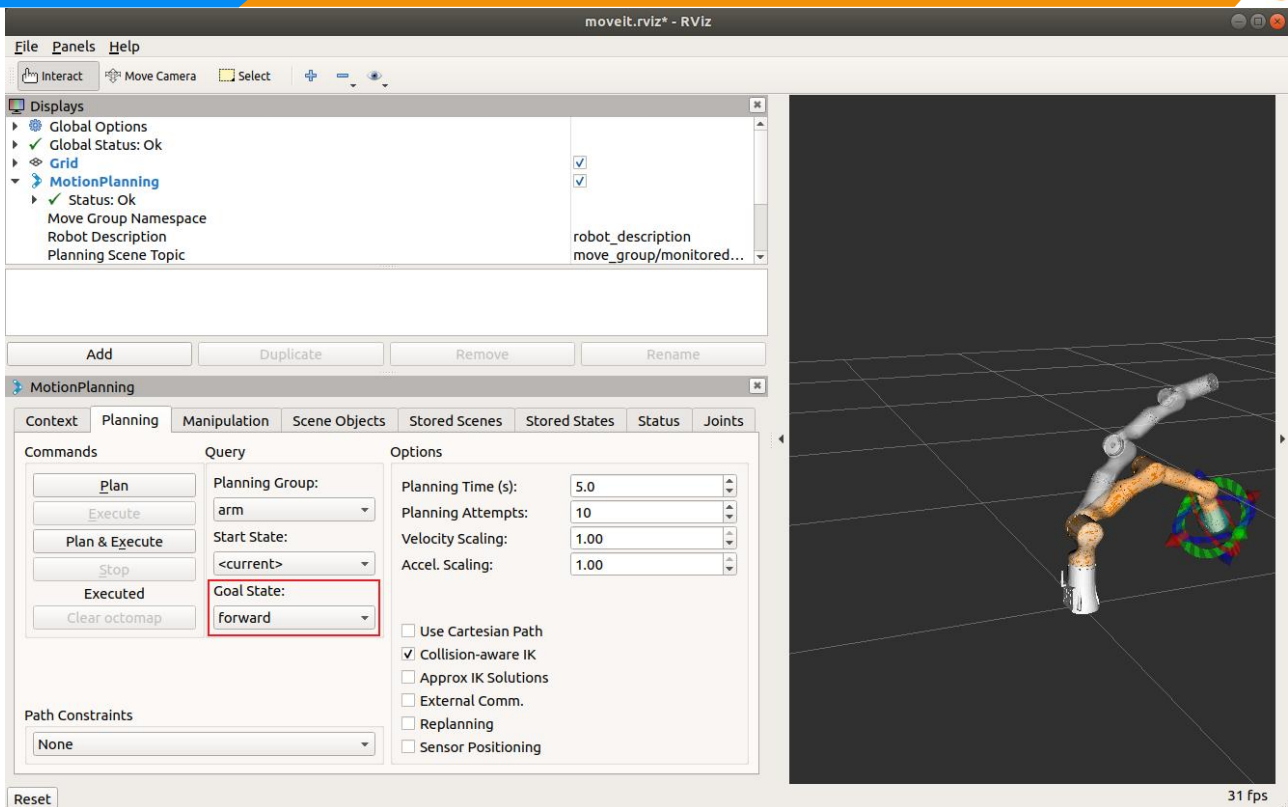 moveit.rviz* - RViz
File Panels Help
Interact Move Camera Select
Displays
Global Options
Global Status: Ok
Grid
MotionPlanning
Status: Ok
Move Group Namespace
Robot Description robot_description
Planning Scene Topic move_group/monitored...
Add Duplicate Remove Rename
MotionPlanning
Context Planning Manipulation Scene Objects Stored Scenes Stored States Status Joints
Commands Query Options
Plan Planning Group: Planning Time (s): 5.0
Execute arm Planning Attempts: 10
Plan & Execute Start State: Velocity Scaling: 1.00
Stop <current> Accel. Scaling: 1.00
Executed Goal State:
Clear octomap forward
Use Cartesian Path
Collision-aware IK
Approx IK Solutions
External Comm.
Path Constraints Replanning
None Sensor Positioning
Reset 31 fps